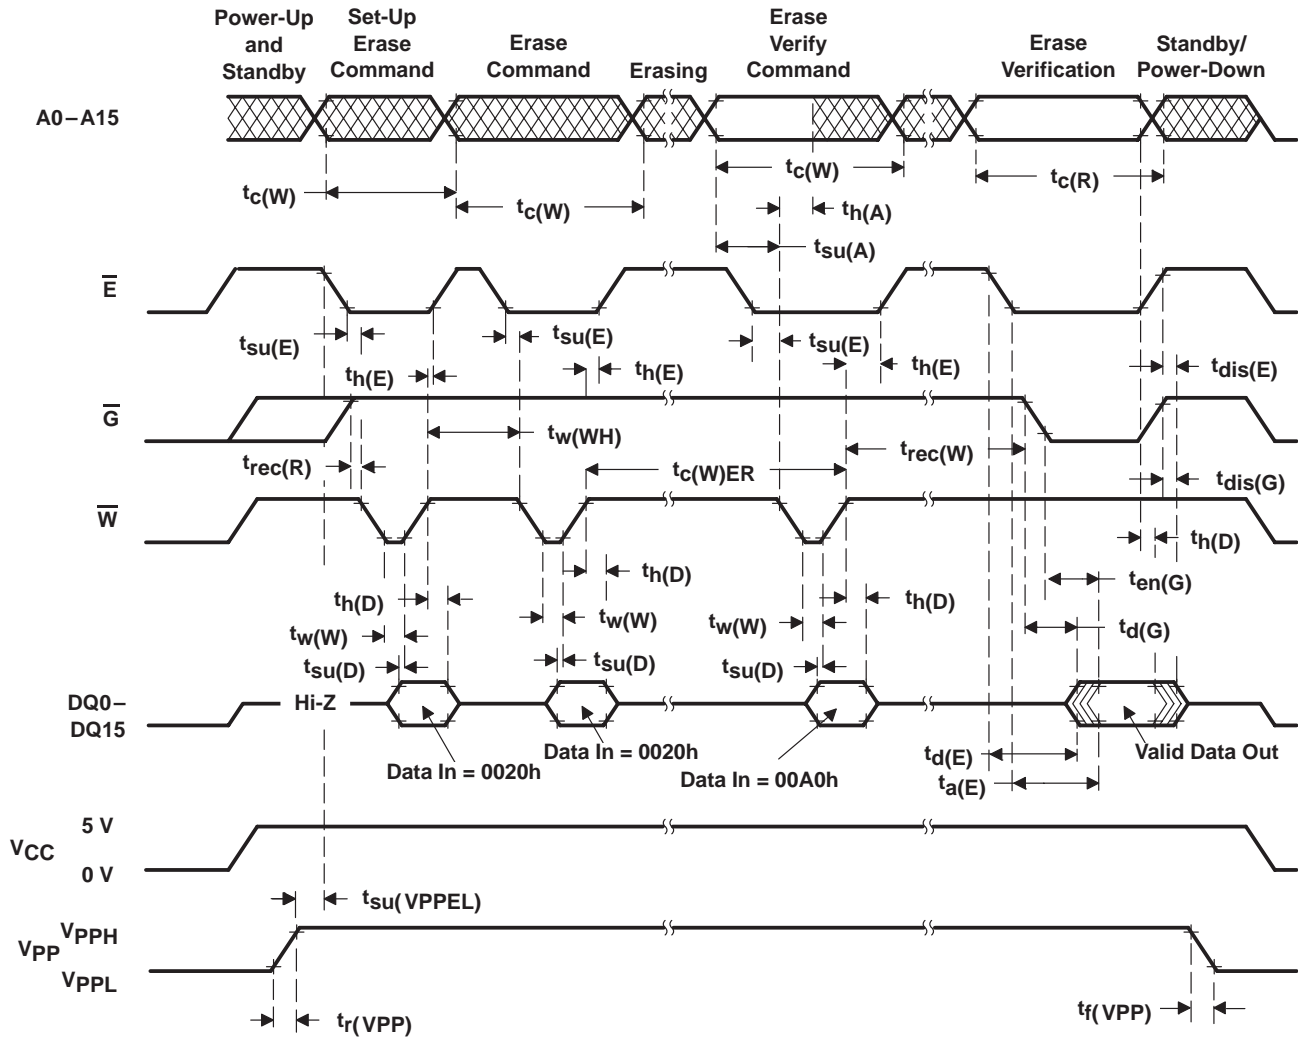 Power-Up
and
Standby
Set-Up
Erase
Command
Erase
Command
Erasing
Erase
Verify
Command
Erase
Verification
Standby/
Power-Down
A0–A15
tc(W)
tc(W)
tc(W)
tc(R)
th(A)
tsu(A)
E
tsu(E)
tsu(E)
tsu(E)
th(E)
th(E)
th(E)
tdis(E)
G
tw(WH)
trec(R)
trec(W)
tc(W)ER
tdis(G)
W
th(D)
th(D)
th(D)
th(D)
ten(G)
tw(W)
tw(W)
tw(W)
td(G)
tsu(D)
tsu(D)
tsu(D)
DQ0–
DQ15
Hi-Z
Data In = 0020h
Data In = 0020h
Data In = 00A0h
Valid Data Out
td(E)
ta(E)
5 V
VCC
0 V
tsu(VPPEL)
VPPH
VPP
VPPL
tr(VPP)
tf(VPP)